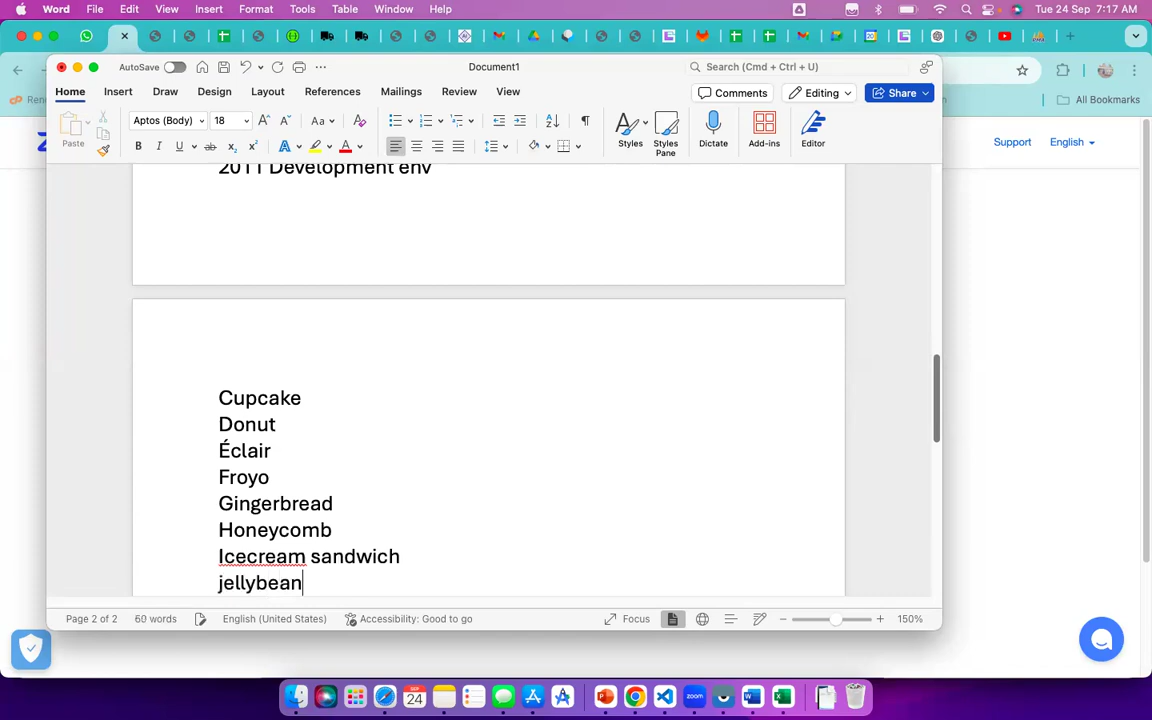 Word File Edit View Insert Format Tools Table Window Help Tue 24 Sep 7:17 AM
AutoSave Document1 Search (Cmd + Ctrl + U)
Home Insert Draw Design Layout References Mailings Review View Comments Editing Share
All Bookmarks
Aptos (Body) 18
Paste Styles Styles Pane Dictate Add-ins Editor
Support English
2011 Development env
Cupcake
Donut
Éclair
Froyo
Gingerbread
Honeycomb
Icecream sandwich
jellybean
Page 2 of 2 60 words English (United States) Accessibility: Good to go Focus 150%